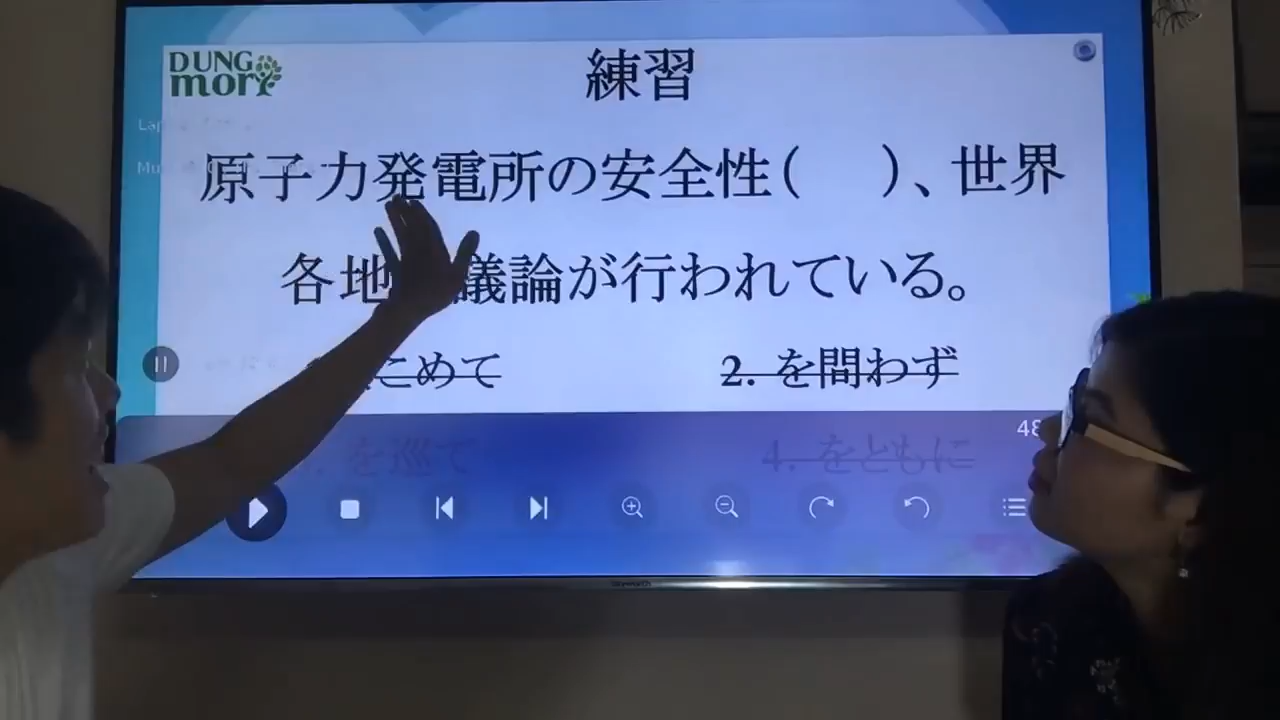 DUNG
mori
練習
原子力発電所の安全性（　　）、世界
各地 議論が行われている。
こめて
2. を問わず
を巡て
4. をともに
48